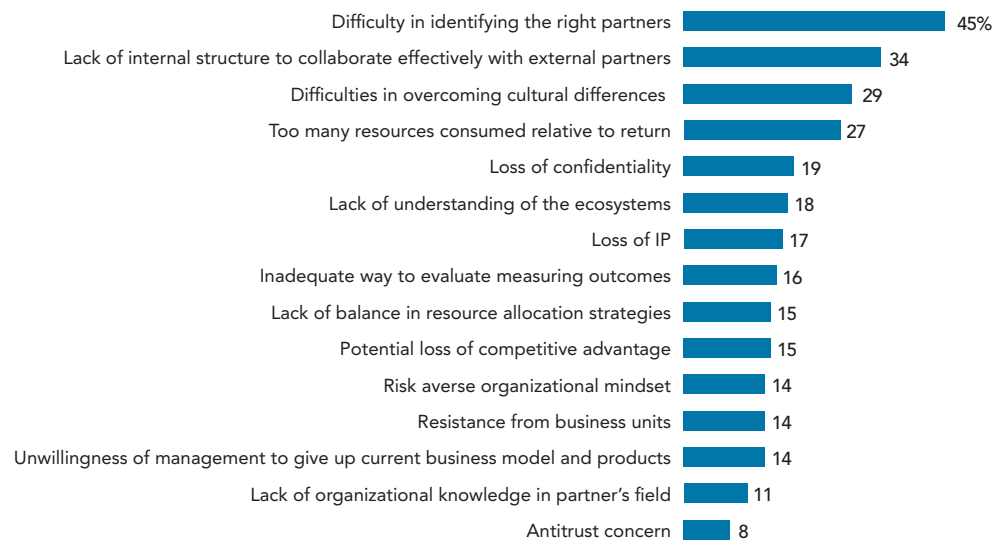 Difficulty in identifying the right partners 45%
Lack of internal structure to collaborate effectively with external partners 34
Difficulties in overcoming cultural differences 29
Too many resources consumed relative to return 27
Loss of confidentiality 19
Lack of understanding of the ecosystems 18
Loss of IP 17
Inadequate way to evaluate measuring outcomes 16
Lack of balance in resource allocation strategies 15
Potential loss of competitive advantage 15
Risk averse organizational mindset 14
Resistance from business units 14
Unwillingness of management to give up current business model and products 14
Lack of organizational knowledge in partner’s field 11
Antitrust concern 8